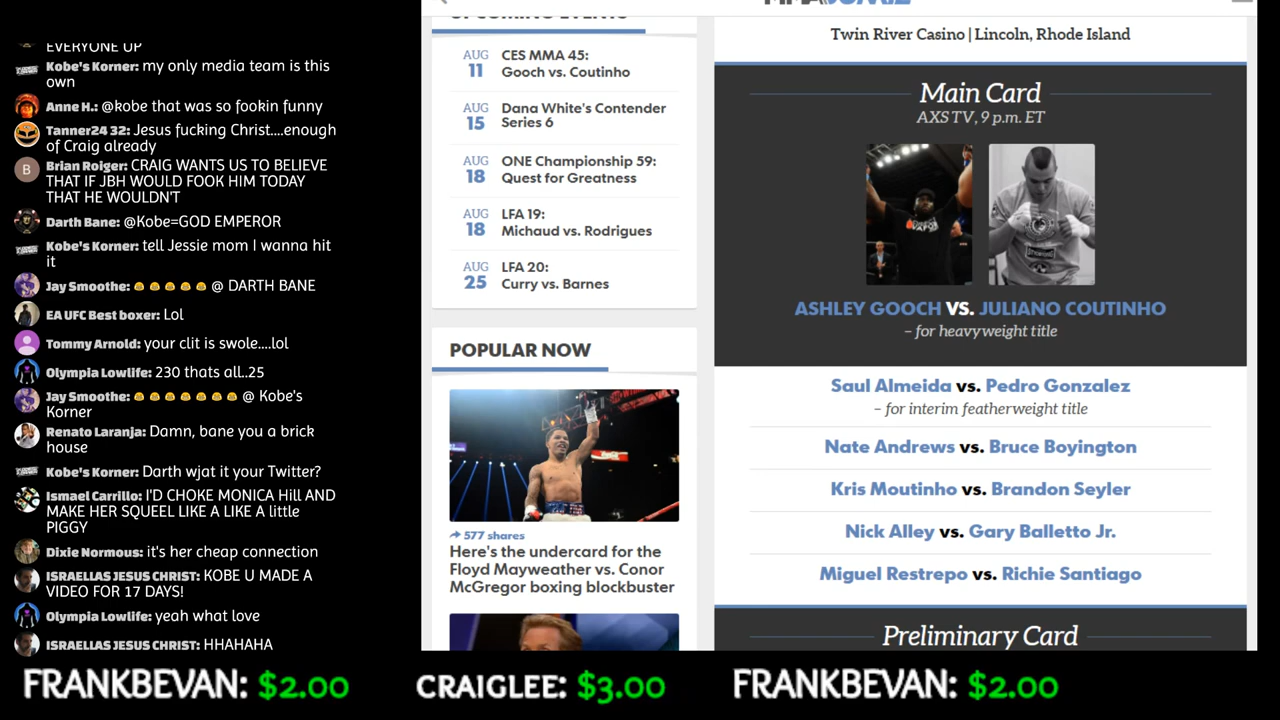 EVERYONE UP
Kobe's Korner: my only media team is this
own
Anne H.: @kobe that was so fookin funny
Tanner24 32: Jesus fucking Christ....enough
of Craig already
B
Brian Roiger: CRAIG WANTS US TO BELIEVE
THAT IF JBH WOULD FOOK HIM TODAY
THAT HE WOULDN'T
Darth Bane: @Kobe=GOD EMPEROR
Kobe's Korner: tell Jessie mom I wanna hit
it
Jay Smoothe: @ DARTH BANE
EA UFC Best boxer: Lol
Tommy Arnold: your clit is swole....lol
Olympia Lowlife: 230 thats all..25
Jay Smoothe: @ Kobe's
Korner
Renato Laranja: Damn, bane you a brick
house
Kobe's Korner: Darth wjat it your Twitter?
Ismael Carrillo: I'D CHOKE MONICA Hill AND
MAKE HER SQUEEL LIKE A LIKE A little
PIGGY
Dixie Normous: it's her cheap connection
ISRAELLAS JESUS CHRIST: KOBE U MADE A
VIDEO FOR 17 DAYS!
Olympia Lowlife: yeah what love
ISRAELLAS JESUS CHRIST: HHAHAHA
UPCOMING EVENTS
AUG 11 CES MMA 45:
Gooch vs. Coutinho
AUG 15 Dana White's Contender
Series 6
AUG 18 ONE Championship 59:
Quest for Greatness
AUG 18 LFA 19:
Michaud vs. Rodrigues
AUG 25 LFA 20:
Curry vs. Barnes
POPULAR NOW
577 shares
Here's the undercard for the
Floyd Mayweather vs. Conor
McGregor boxing blockbuster
Twin River Casino | Lincoln, Rhode Island
Main Card
AXS TV, 9 p.m. ET
ASHLEY GOOCH VS. JULIANO COUTINHO
– for heavyweight title
Saul Almeida vs. Pedro Gonzalez
– for interim featherweight title
Nate Andrews vs. Bruce Boyington
Kris Moutinho vs. Brandon Seyler
Nick Alley vs. Gary Balletto Jr.
Miguel Restrepo vs. Richie Santiago
Preliminary Card
FRANKBEVAN: $2.00 CRAIGLEE: $3.00 FRANKBEVAN: $2.00